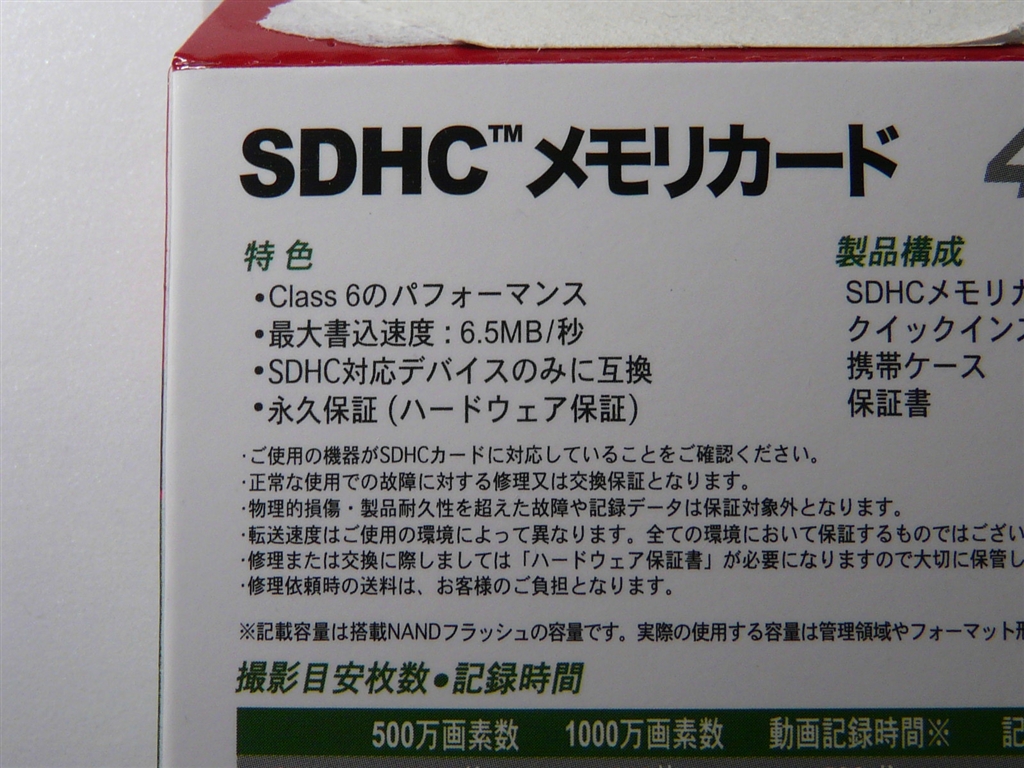 SDHC™メモリカード 4
特色
•Class 6のパフォーマンス
•最大書込速度：6.5MB/秒
•SDHC対応デバイスのみに互換
•永久保証 (ハードウェア保証)
製品構成
SDHCメモリカ
クイックインス
携帯ケース
保証書
・ご使用の機器がSDHCカードに対応していることをご確認ください。
・正常な使用での故障に対する修理又は交換保証となります。
・物理的損傷・製品耐久性を超えた故障や記録データは保証対象外となります。
・転送速度はご使用の環境によって異なります。全ての環境において保証するものではござい
・修理または交換に際しましては「ハードウェア保証書」が必要になりますので大切に保管し
・修理依頼時の送料は、お客様のご負担となります。
※記載容量は搭載NANDフラッシュの容量です。実際の使用する容量は管理領域やフォーマット形
撮影目安枚数•記録時間
500万画素数 1000万画素数 動画記録時間※ 記